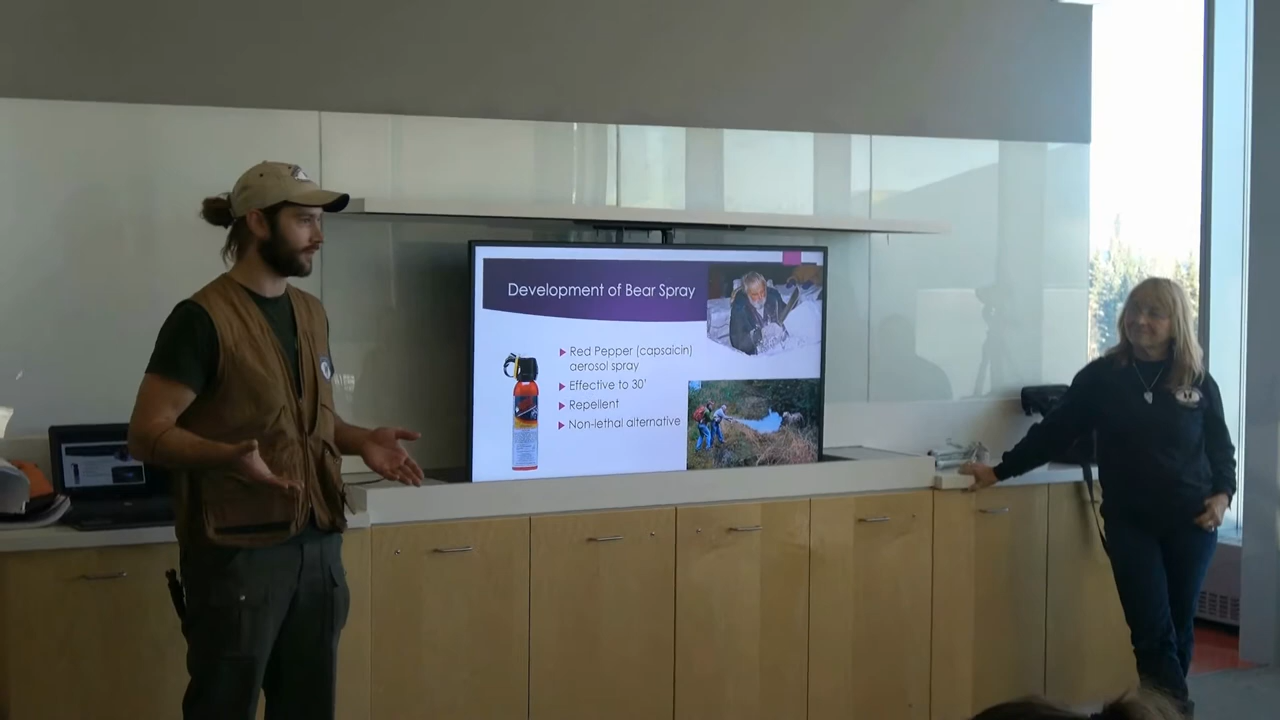 Development of Bear Spray
Red Pepper (capsaicin)
aerosol spray
Effective to 30'
Repellent
Non-lethal alternative